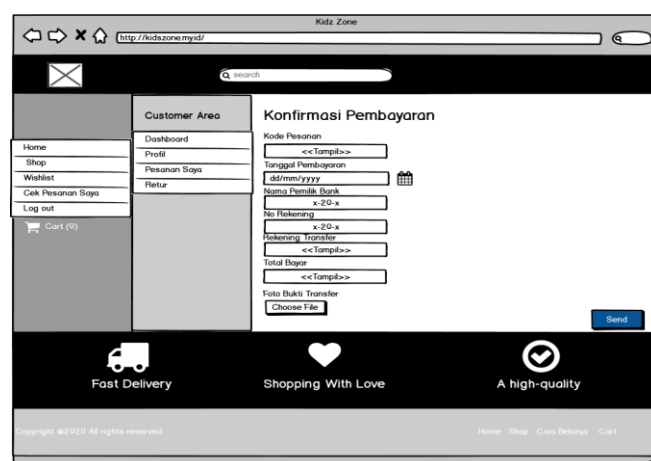 Kidz Zone
http://kidszone.my.id/
search
Home
Shop
Wishlist
Cek Pesanan Saya
Log out
Cart (0)
Customer Area
Dashboard
Profil
Pesanan Saya
Retur
Konfirmasi Pembayaran
Kode Pesanan
<<Tampil>>
Tanggal Pembayaran
dd/mm/yyyy
Nama Pemilik Bank
x-20-x
No Rekening
x-20-x
Rekening Transfer
<<Tampil>>
Total Bayar
<<Tampil>>
Foto Bukti Transfer
Choose File
Send
Fast Delivery
Shopping With Love
A high-quality
Copyright ©2020 All rights reserved
Home Shop Cara Belanja Cart